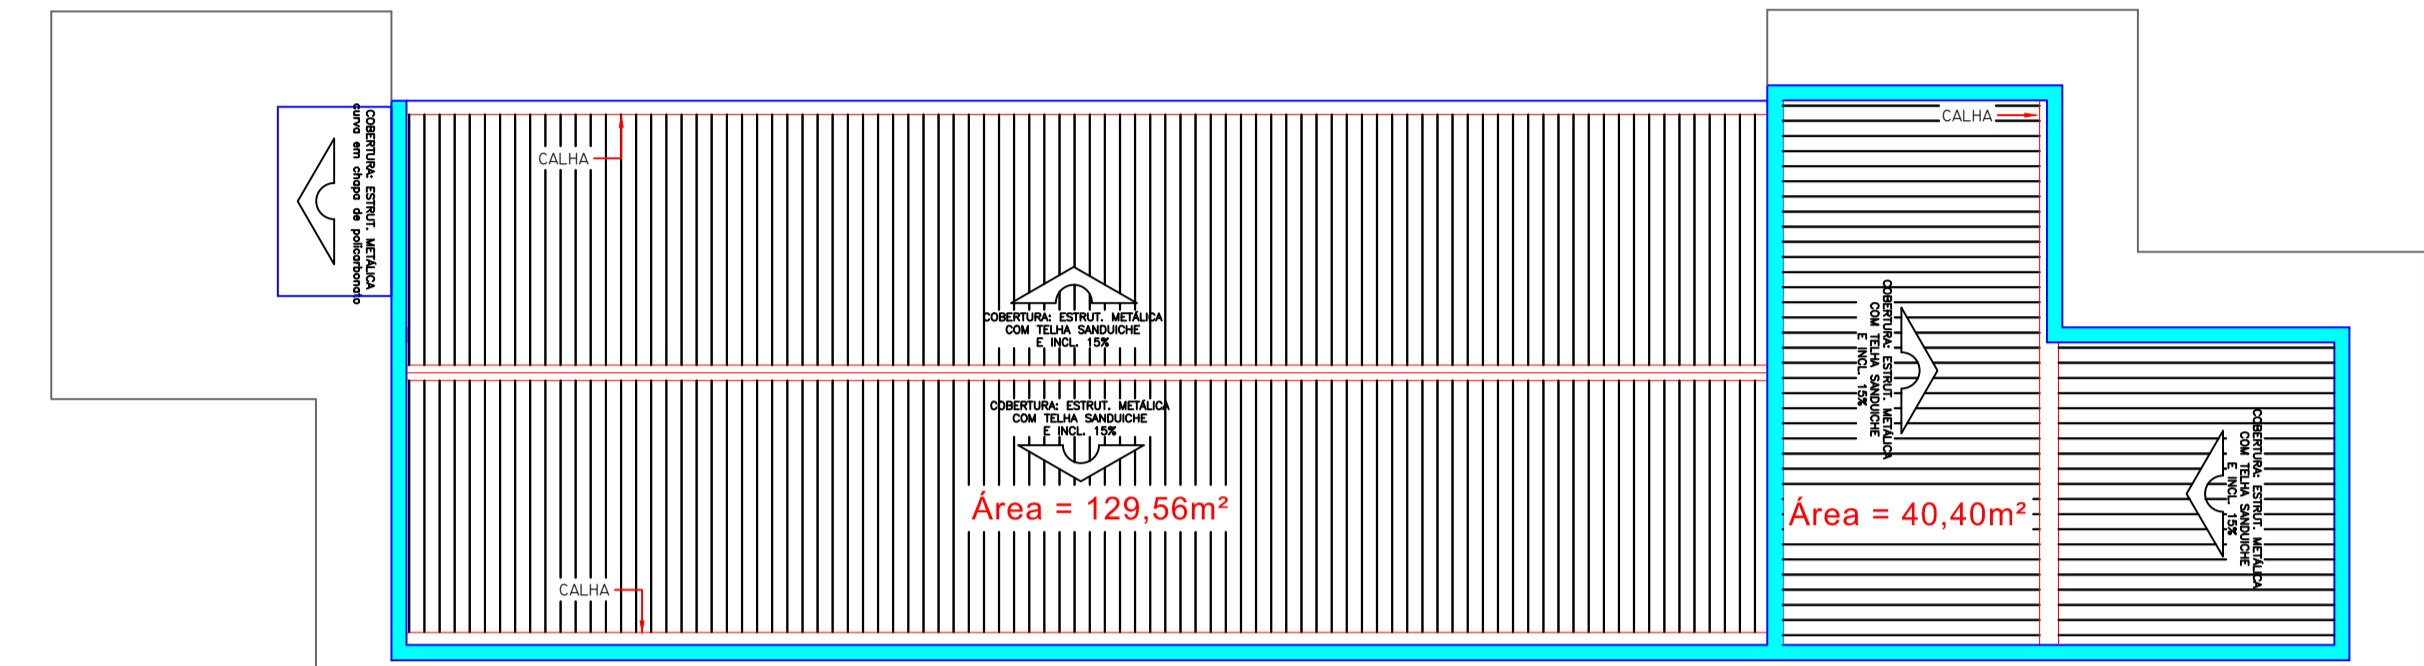 COBERTURA: ESTRUT. METÁLICA
curva em chapa de policarbonato
CALHA
COBERTURA: ESTRUT. METÁLICA
COM TELHA SANDUICHE
E INCL. 15%
COBERTURA: ESTRUT. METÁLICA
COM TELHA SANDUICHE
E INCL. 15%
Área = 129,56m²
CALHA
CALHA
COBERTURA: ESTRUT. METÁLICA
COM TELHA SANDUICHE
E INCL. 15%
Área = 40,40m²
COBERTURA: ESTRUT. METÁLICA
COM TELHA SANDUICHE
E INCL. 15%